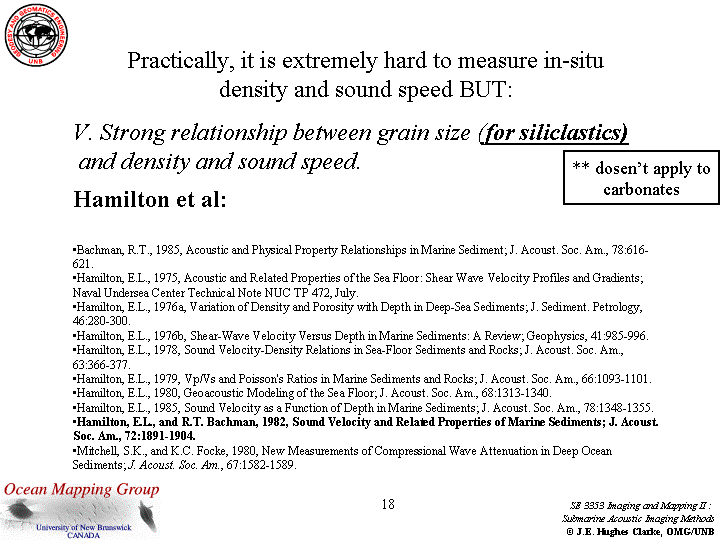 GEODESY AND GEOMATICS ENGINEERING
UNB
Practically, it is extremely hard to measure in-situ
density and sound speed BUT:
V. Strong relationship between grain size (for siliclastics)
and density and sound speed.
** dosen't apply to
carbonates
Hamilton et al:
•Bachman, R.T., 1985, Acoustic and Physical Property Relationships in Marine Sediment; J. Acoust. Soc. Am., 78:616-
621.
•Hamilton, E.L., 1975, Acoustic and Related Properties of the Sea Floor: Shear Wave Velocity Profiles and Gradients;
Naval Undersea Center Technical Note NUC TP 472, July.
•Hamilton, E.L., 1976a, Variation of Density and Porosity with Depth in Deep-Sea Sediments; J. Sediment. Petrology,
46:280-300.
•Hamilton, E.L., 1976b, Shear-Wave Velocity Versus Depth in Marine Sediments: A Review; Geophysics, 41:985-996.
•Hamilton, E.L., 1978, Sound Velocity-Density Relations in Sea-Floor Sediments and Rocks; J. Acoust. Soc. Am.,
63:366-377.
•Hamilton, E.L., 1979, Vp/Vs and Poisson's Ratios in Marine Sediments and Rocks; J. Acoust. Soc. Am., 66:1093-1101.
•Hamilton, E.L., 1980, Geoacoustic Modeling of the Sea Floor; J. Acoust. Soc. Am., 68:1313-1340.
•Hamilton, E.L., 1985, Sound Velocity as a Function of Depth in Marine Sediments; J. Acoust. Soc. Am., 78:1348-1355.
•Hamilton, E.L., and R.T. Bachman, 1982, Sound Velocity and Related Properties of Marine Sediments; J. Acoust.
Soc. Am., 72:1891-1904.
•Mitchell, S.K., and K.C. Focke, 1980, New Measurements of Compressional Wave Attenuation in Deep Ocean
Sediments; J. Acoust. Soc. Am., 67:1582-1589.
Ocean Mapping Group
University of New Brunswick
CANADA
18
SE 3353 Imaging and Mapping II :
Submarine Acoustic Imaging Methods
© J.E. Hughes Clarke, OMG/UNB